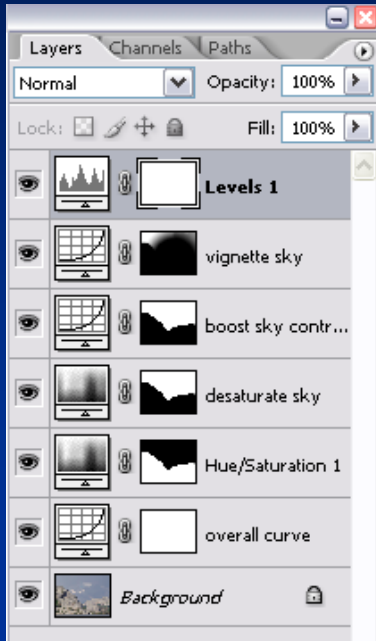 Layers Channels Paths
Normal Opacity: 100%
Lock: Fill: 100%
Levels 1
vignette sky
boost sky contr...
desaturate sky
Hue/Saturation 1
overall curve
Background